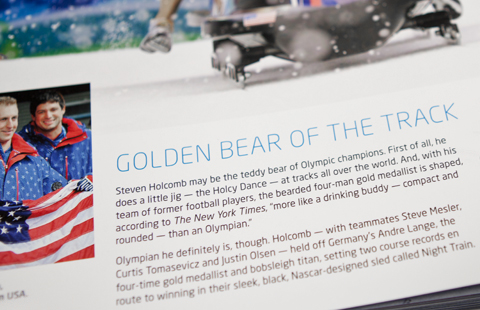 GOLDEN BEAR OF THE TRACK
Steven Holcomb may be the teddy bear of Olympic champions. First of all, he
does a little jig — the Holcy Dance — at tracks all over the world. And, with his
team of former football players, the bearded four-man gold medallist is shaped,
according to The New York Times, "more like a drinking buddy — compact and
rounded — than an Olympian."
Olympian he definitely is, though. Holcomb — with teammates Steve Mesler,
Curtis Tomasevicz and Justin Olsen — held off Germany's Andre Lange, the
four-time gold medallist and bobsleigh titan, setting two course records en
route to winning in their sleek, black, Nascar-designed sled called Night Train.
m USA.